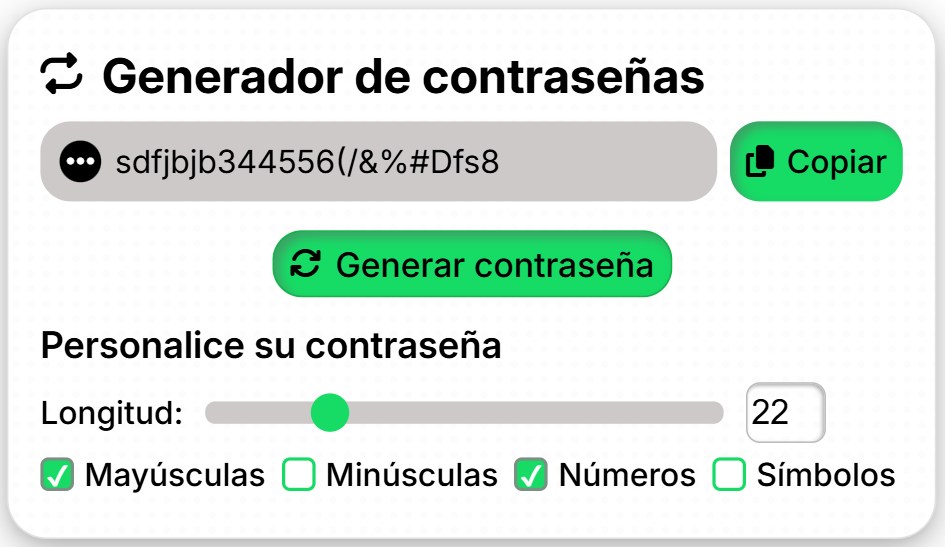 Generador de contraseñas
sdfjbjb344556(/&%#Dfs8 Copiar
Generar contraseña
Personalice su contraseña
Longitud: 22
Mayúsculas Minúsculas Números Símbolos